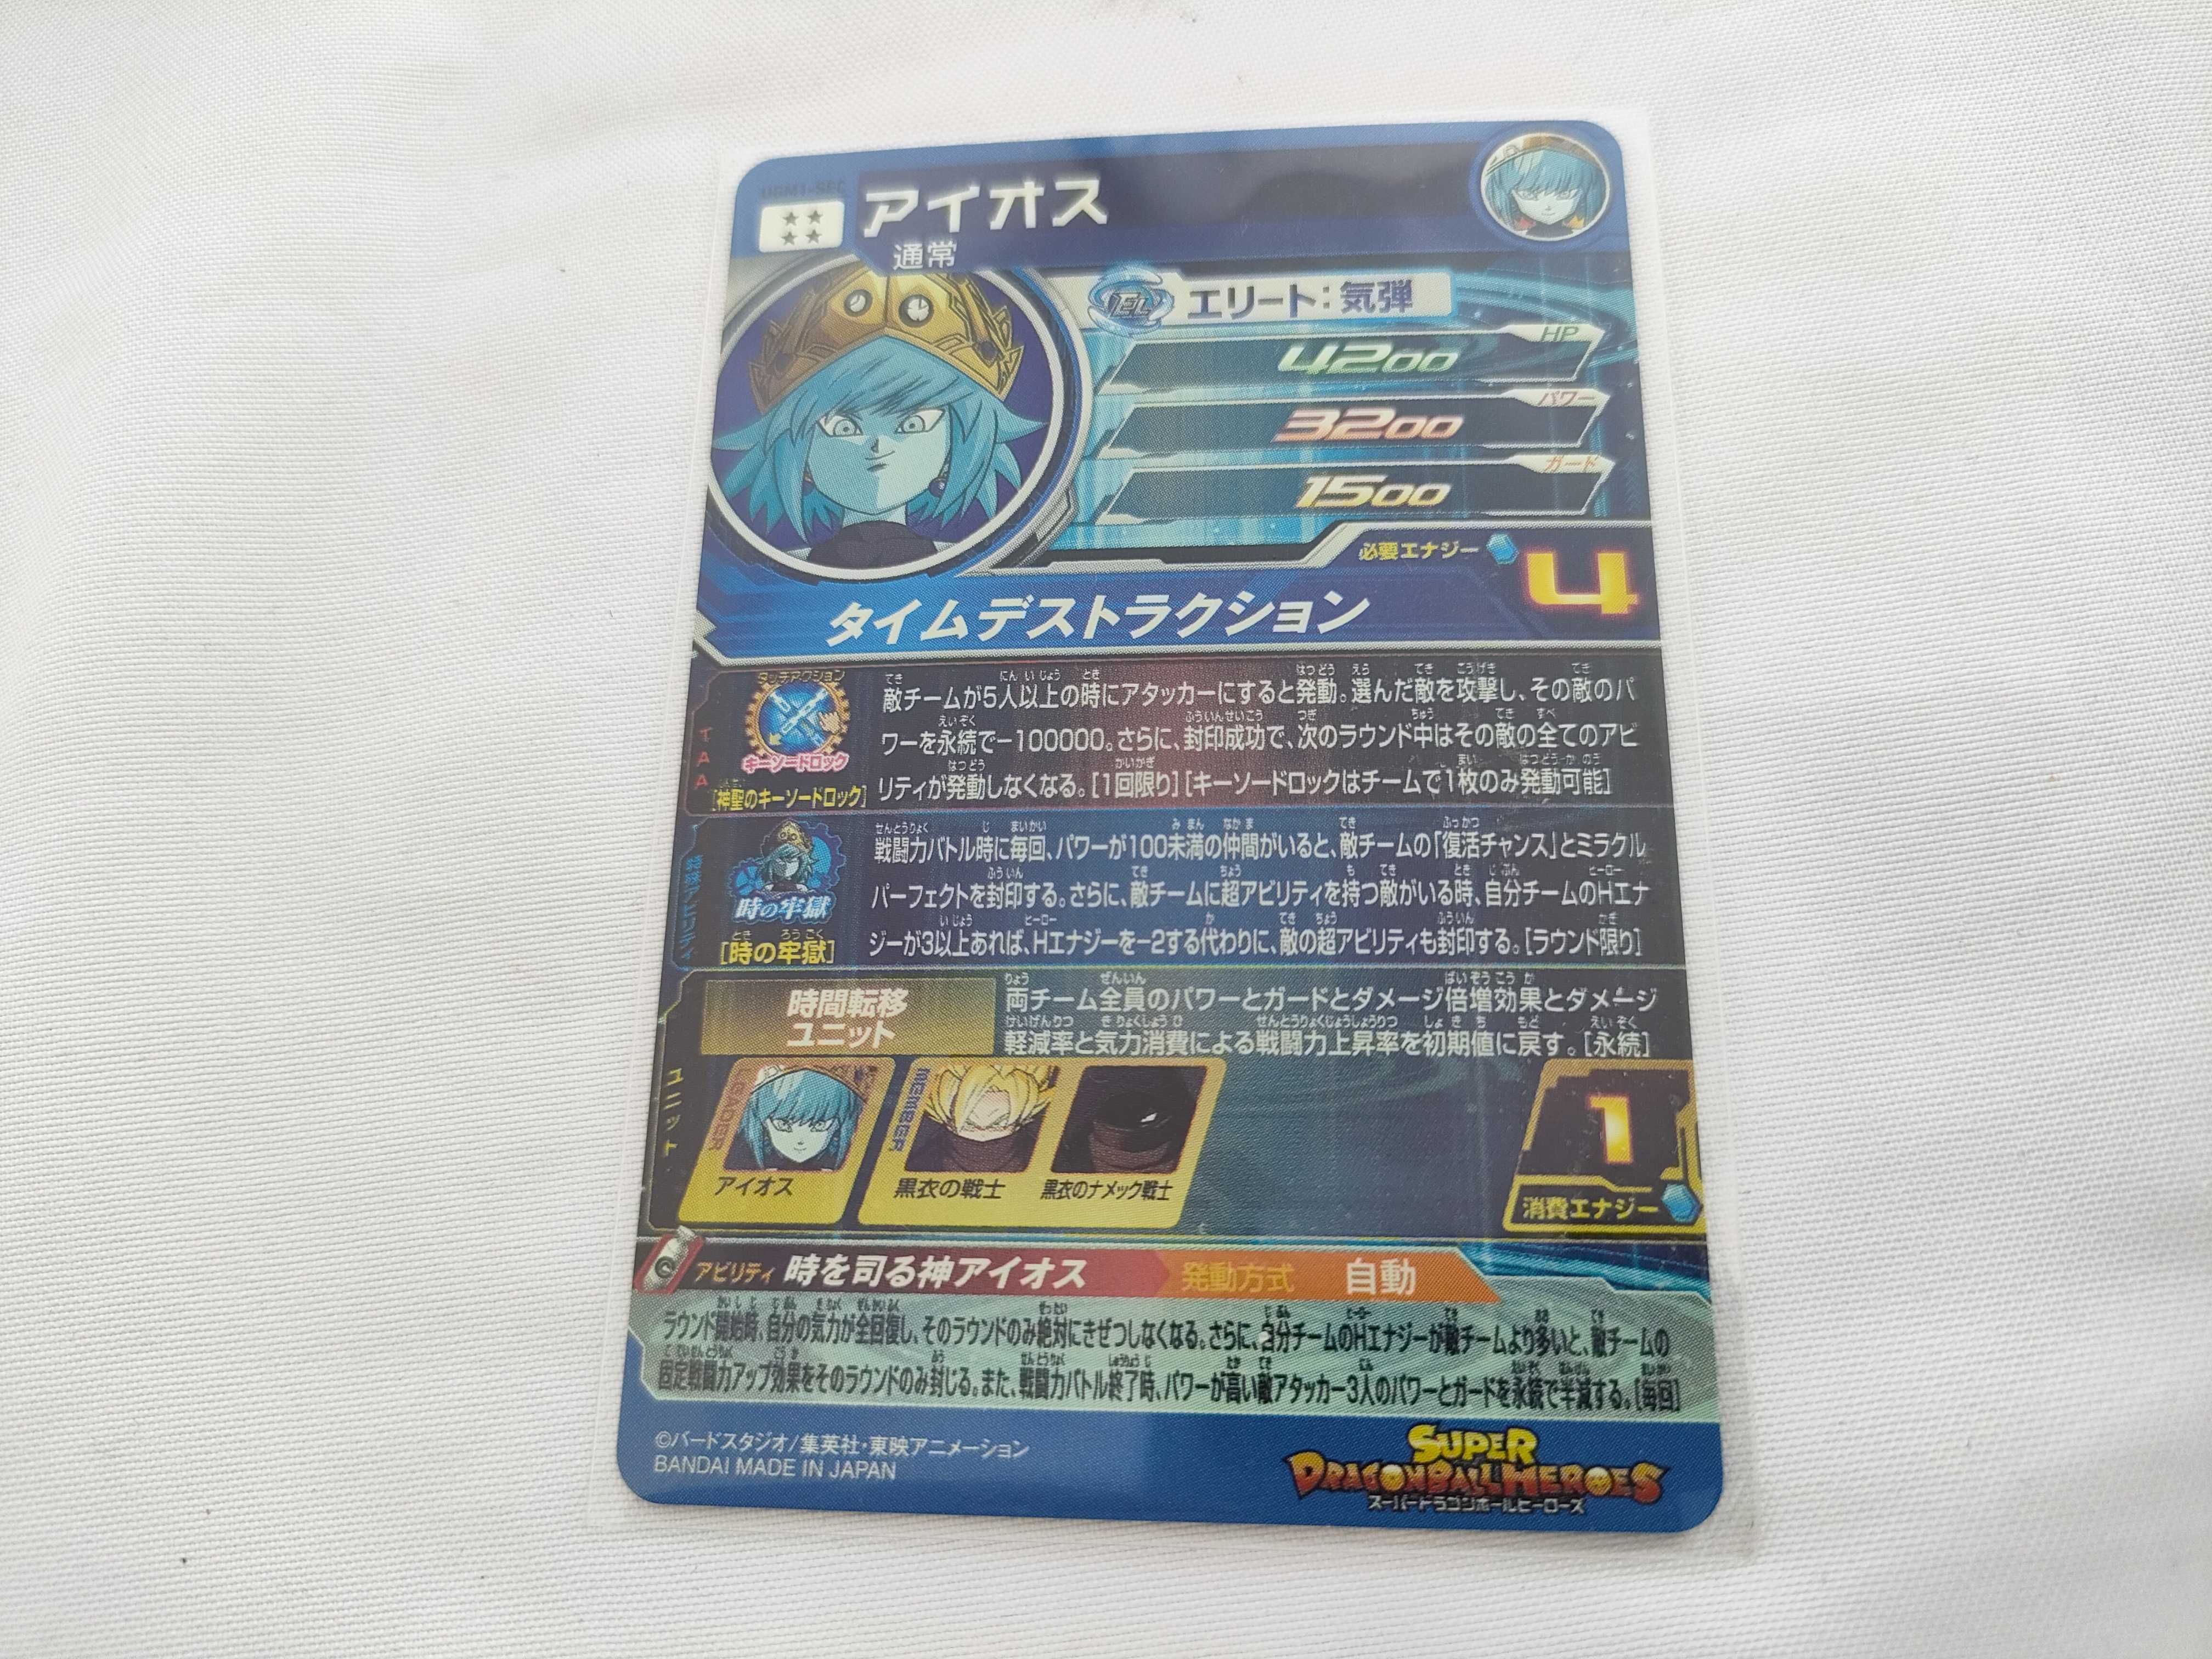 UGM1-SEC
アイオス
通常
EL エリート:気弾
HP
4200
パワー
3200
ガード
1500
必要エナジー 4
タイムデストラクション
TAA
タッチアクション
キーソードロック
[神聖のキーソードロック]
敵チームが5人以上の時にアタッカーにすると発動。選んだ敵を攻撃し、その敵のパ
ワーを永続で-100000。さらに、封印成功で、次のラウンド中はその敵の全てのアビ
リティが発動しなくなる。[1回限り][キーソードロックはチームで1枚のみ発動可能]
超アビリティ
時の牢獄
[時の牢獄]
戦闘力バトル時に毎回、パワーが100未満の仲間がいると、敵チームの「復活チャンス」とミラクル
パーフェクトを封印する。さらに、敵チームに超アビリティを持つ敵がいる時、自分チームのHエナ
ジーが3以上あれば、Hエナジーを-2する代わりに、敵の超アビリティも封印する。[ラウンド限り]
ユニット
時間転移
ユニット
両チーム全員のパワーとガードとダメージ倍増効果とダメージ
軽減率と気力消費による戦闘力上昇率を初期値に戻す。[永続]
LEADER
アイオス
MEMBER
黒衣の戦士
黒衣のナメック戦士
1
消費エナジー
アビリティ 時を司る神アイオス 発動方式 自動
ラウンド開始時、自分の気力が全回復し、そのラウンドのみ絶対にきぜつしなくなる。さらに、自分チームのHエナジーが敵チームより多いと、敵チームの
固定戦闘力アップ効果をそのラウンドのみ封じる。また、戦闘力バトル終了時、パワーが高い敵アタッカー3人のパワーとガードを永続で半減する。[毎回]
©バードスタジオ/集英社・東映アニメーション
BANDAI MADE IN JAPAN
SUPER
DRAGONBALL HEROES
スーパードラゴンボールヒーローズ